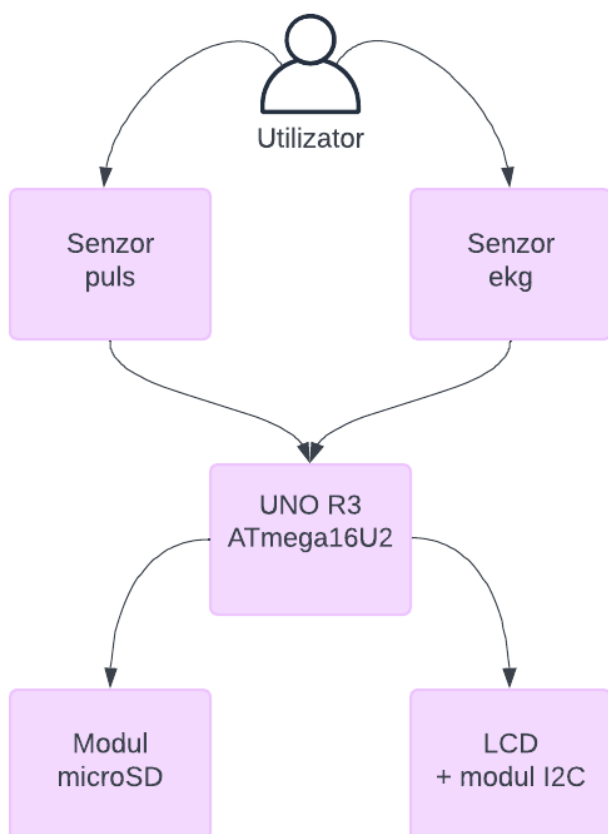 Utilizator
Senzor
puls
Senzor
ekg
UNO R3
ATmega16U2
Modul
microSD
LCD
+ modul I2C